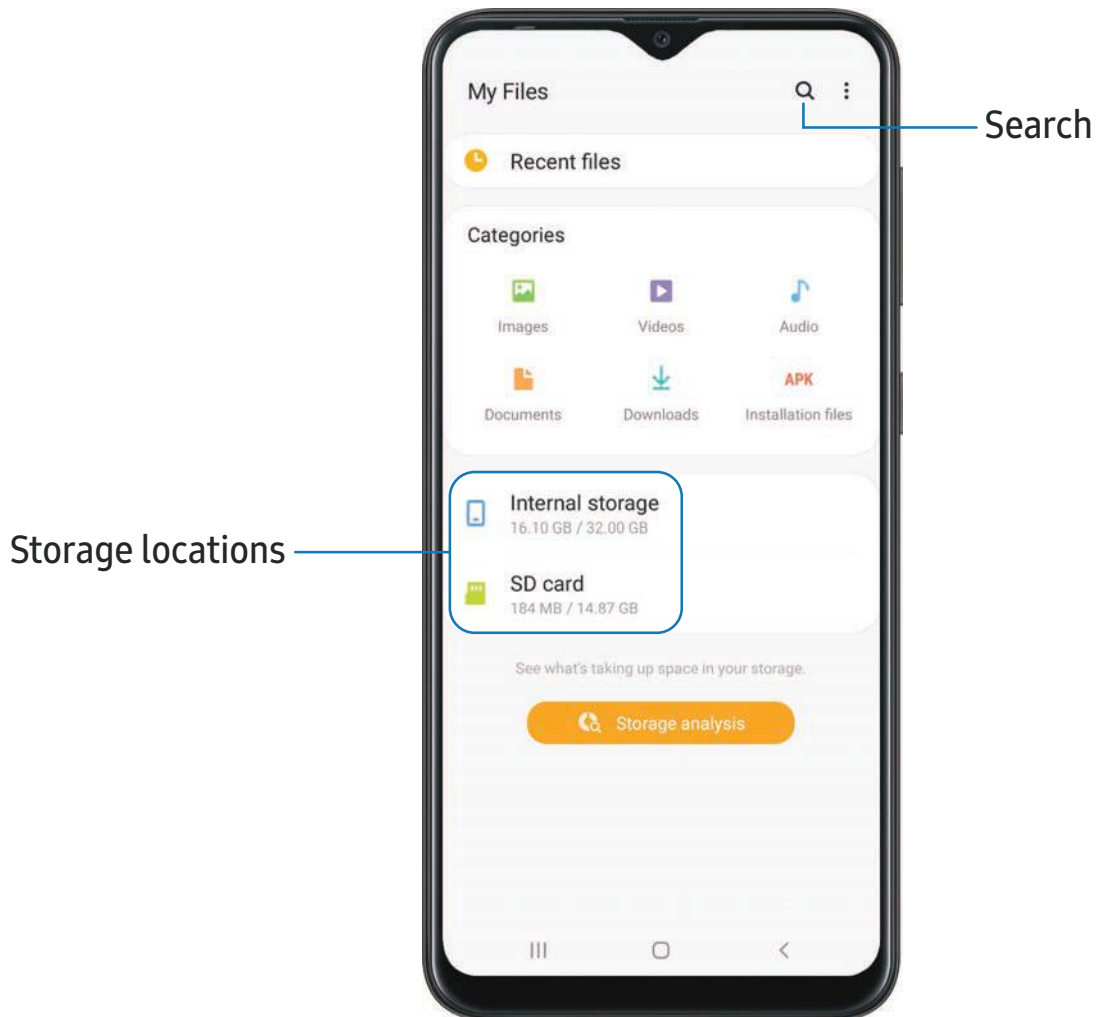 My Files
Search
Recent files
Categories
Images Videos Audio
APK
Documents Downloads Installation files
Storage locations
Internal storage
16.10 GB / 32.00 GB
SD card
184 MB / 14.87 GB
See what's taking up space in your storage.
Storage analysis